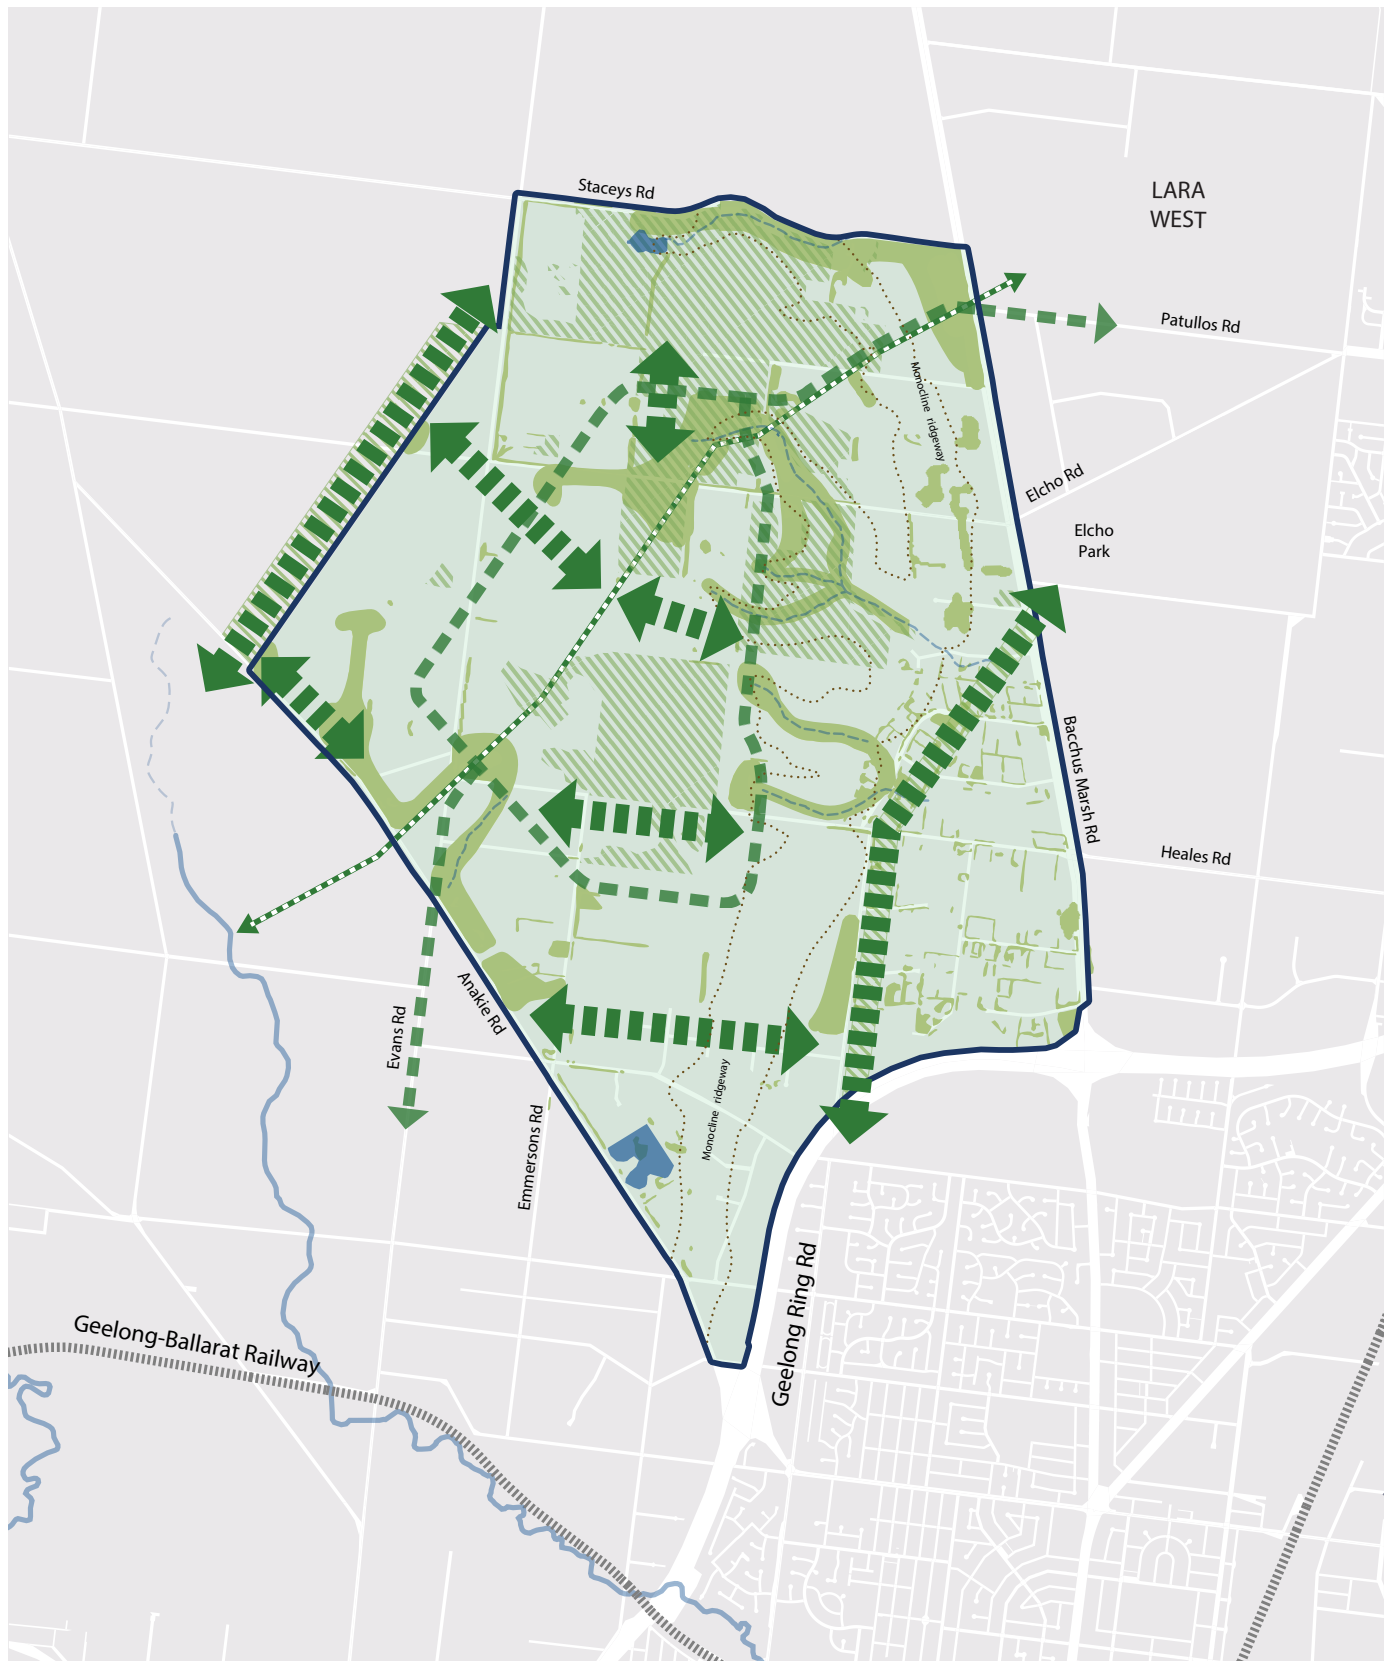 Staceys Rd
LARA
WEST
Patullos Rd
Monocline ridgeway
Elcho Rd
Elcho
Park
Bacchus Marsh Rd
Heales Rd
Anakie Rd
Evans Rd
Monocline ridgeway
Emmersons Rd
Geelong Ring Rd
Geelong-Ballarat Railway